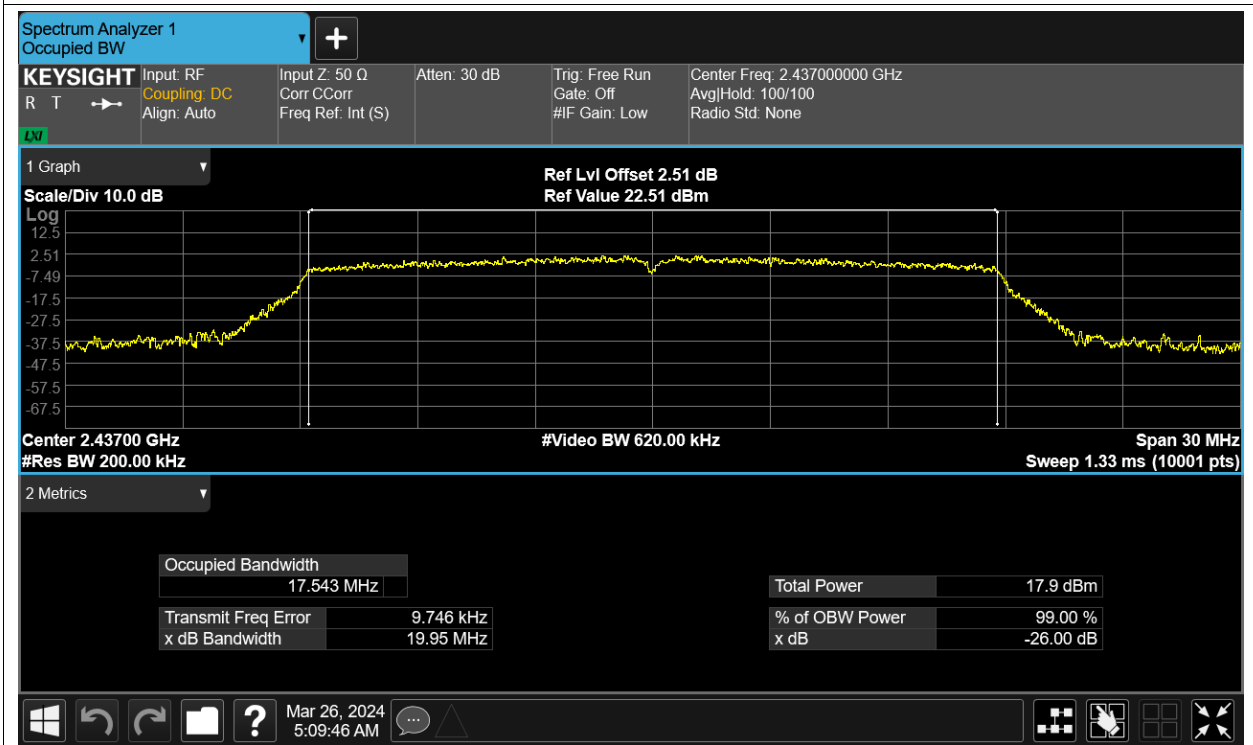 Spectrum Analyzer 1
Occupied BW
KEYSIGHT
R T
LXI
Input: RF
Coupling: DC
Align: Auto
Input Z: 50 Ω
Corr CCorr
Freq Ref: Int (S)
Atten: 30 dB
Trig: Free Run
Gate: Off
#IF Gain: Low
Center Freq: 2.437000000 GHz
Avg|Hold: 100/100
Radio Std: None
1 Graph
Scale/Div 10.0 dB
Ref Lvl Offset 2.51 dB
Ref Value 22.51 dBm
Log
12.5
2.51
-7.49
-17.5
-27.5
-37.5
-47.5
-57.5
-67.5
Center 2.43700 GHz
#Video BW 620.00 kHz
Span 30 MHz
#Res BW 200.00 kHz
Sweep 1.33 ms (10001 pts)
2 Metrics
Occupied Bandwidth
17.543 MHz
Total Power 17.9 dBm
Transmit Freq Error 9.746 kHz
% of OBW Power 99.00 %
x dB Bandwidth 19.95 MHz
x dB -26.00 dB
?
Mar 26, 2024
5:09:46 AM